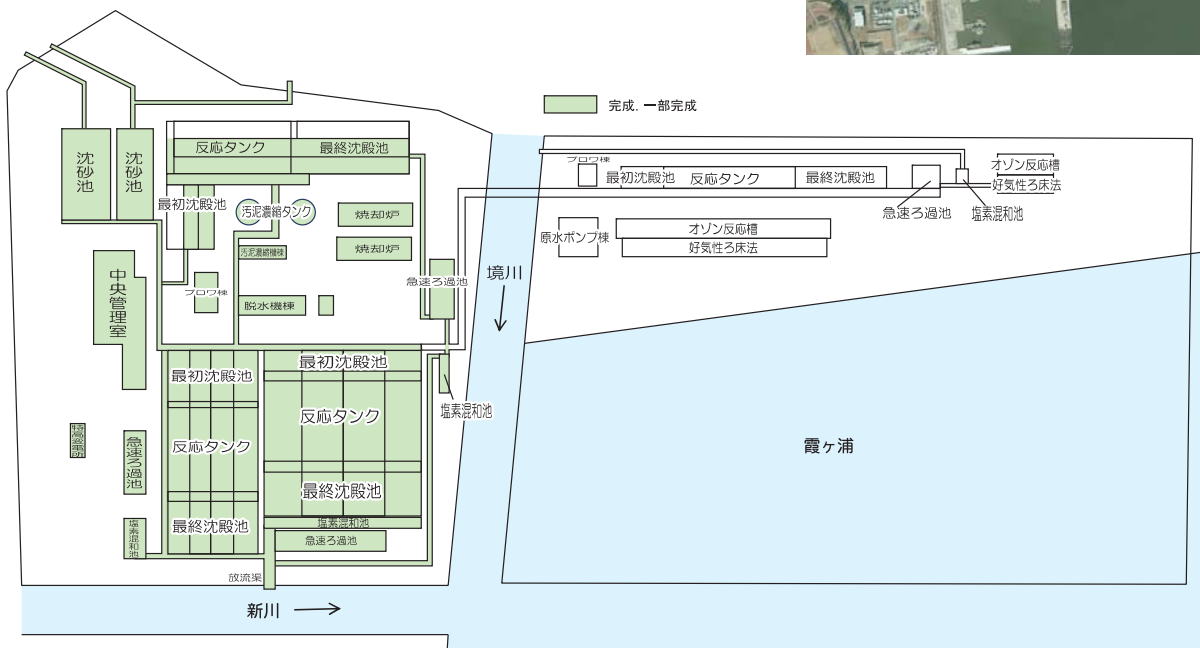 完成、一部完成
沈砂池
沈砂池
反応タンク
最終沈殿池
最初沈殿池
汚泥濃縮タンク
焼却炉
焼却炉
汚泥濃縮機棟
中央管理室
ブロワ棟
脱水機棟
急速ろ過池
境川
最初沈殿池
最初沈殿池
塩素混和池
反応タンク
反応タンク
特高変電所
急速ろ過池
最終沈殿池
最終沈殿池
塩素混和池
塩素混和池
急速ろ過池
放流渠
新川
ブロワ棟
最初沈殿池
反応タンク
最終沈殿池
オゾン反応槽
好気性ろ床法
急速ろ過池
塩素混和池
原水ポンプ棟
オゾン反応槽
好気性ろ床法
霞ヶ浦